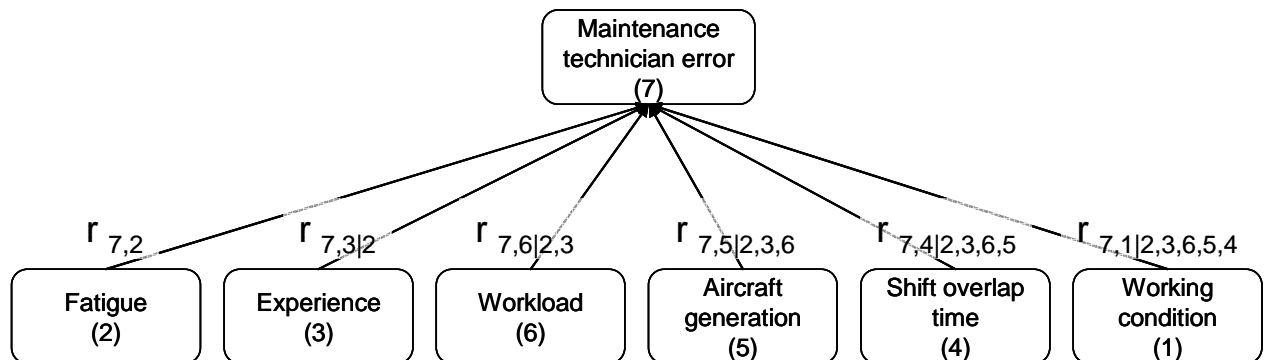 Maintenance
technician error
(7)
r 7,2
r 7,3|2
r 7,6|2,3
r 7,5|2,3,6
r 7,4|2,3,6,5
r 7,1|2,3,6,5,4
Fatigue
(2)
Experience
(3)
Workload
(6)
Aircraft
generation
(5)
Shift overlap
time
(4)
Working
condition
(1)